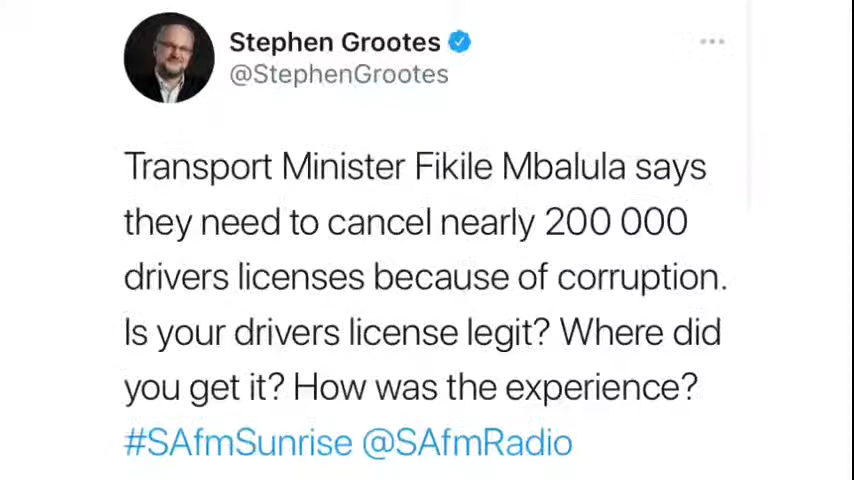 Stephen Grootes
@StephenGrootes
Transport Minister Fikile Mbalula says
they need to cancel nearly 200 000
drivers licenses because of corruption.
Is your drivers license legit? Where did
you get it? How was the experience?
#SAfmSunrise @SAfmRadio